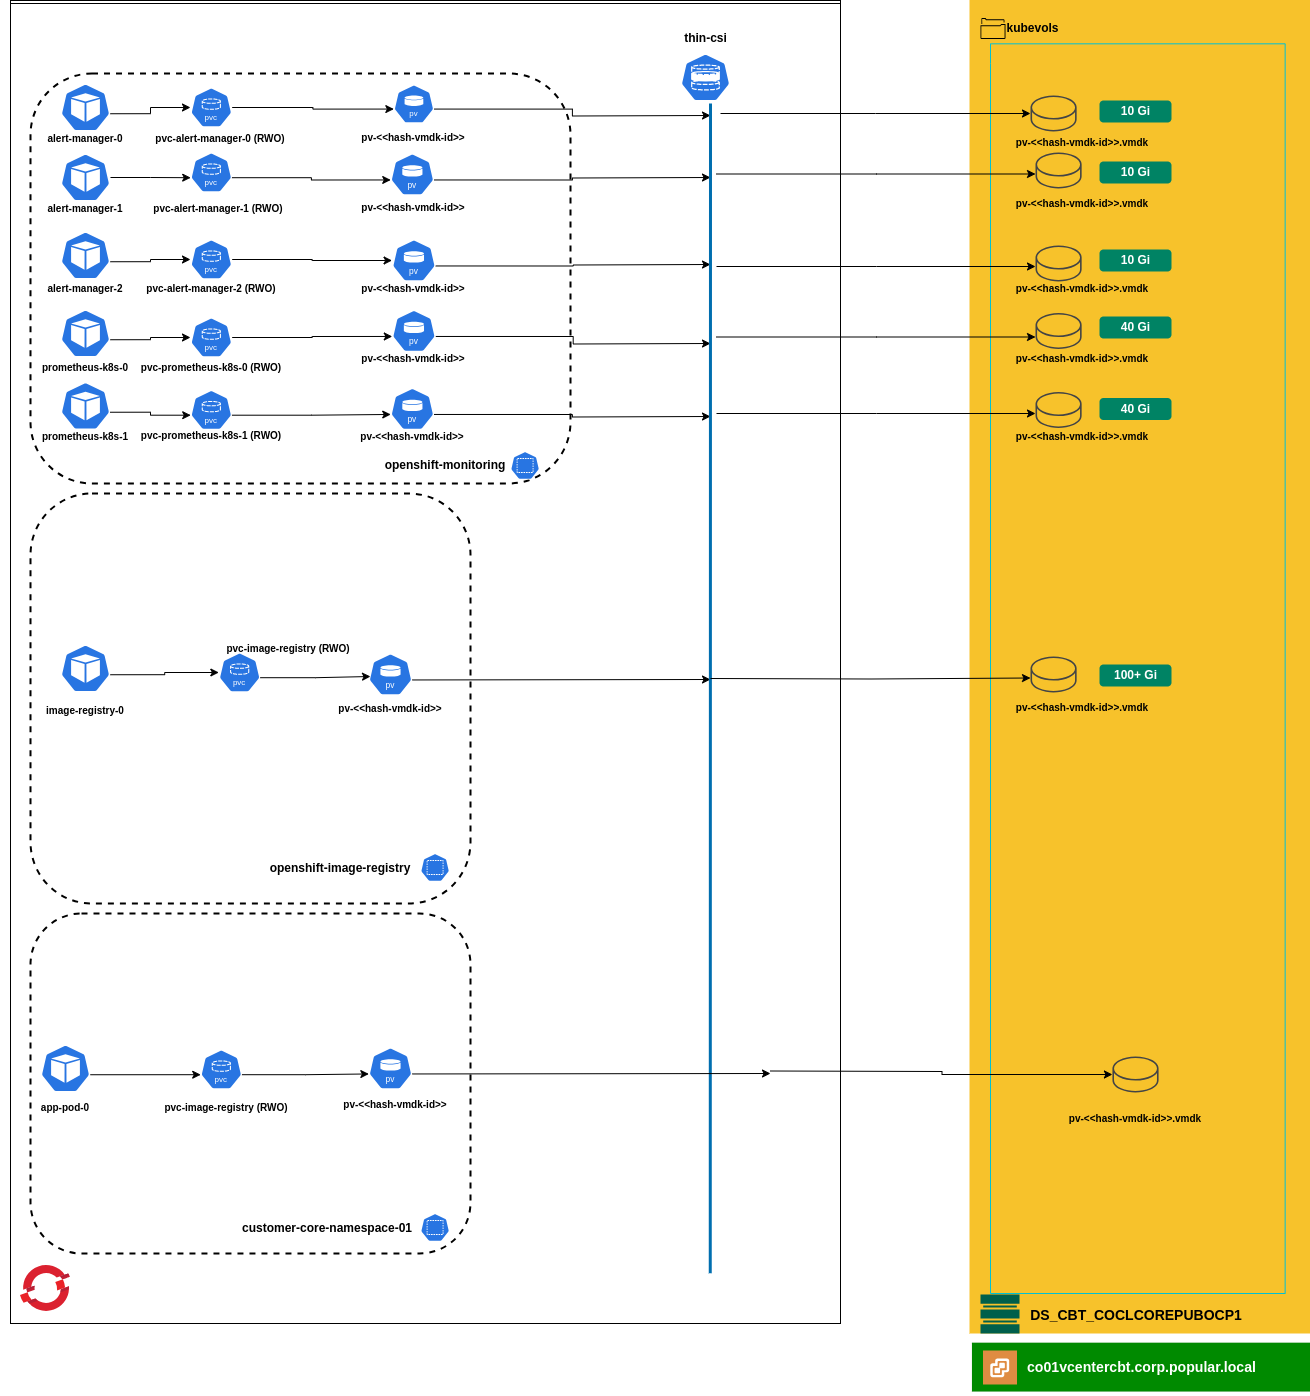 thin-csi
kubevols
pvc
pv
10 Gi
alert-manager-0
pvc-alert-manager-0 (RWO)
pv-<<hash-vmdk-id>>
pv-<<hash-vmdk-id>>.vmdk
pvc
pv
10 Gi
alert-manager-1
pvc-alert-manager-1 (RWO)
pv-<<hash-vmdk-id>>
pv-<<hash-vmdk-id>>.vmdk
pvc
pv
10 Gi
alert-manager-2
pvc-alert-manager-2 (RWO)
pv-<<hash-vmdk-id>>
pv-<<hash-vmdk-id>>.vmdk
pvc
pv
40 Gi
prometheus-k8s-0
pvc-prometheus-k8s-0 (RWO)
pv-<<hash-vmdk-id>>
pv-<<hash-vmdk-id>>.vmdk
pvc
pv
40 Gi
prometheus-k8s-1
pvc-prometheus-k8s-1 (RWO)
pv-<<hash-vmdk-id>>
pv-<<hash-vmdk-id>>.vmdk
openshift-monitoring
pvc-image-registry (RWO)
pvc
pv
100+ Gi
image-registry-0
pv-<<hash-vmdk-id>>
pv-<<hash-vmdk-id>>.vmdk
openshift-image-registry
pvc
pv
app-pod-0
pvc-image-registry (RWO)
pv-<<hash-vmdk-id>>
pv-<<hash-vmdk-id>>.vmdk
customer-core-namespace-01
DS_CBT_COCLCOREPUBOCP1
co01vcentercbt.corp.popular.local